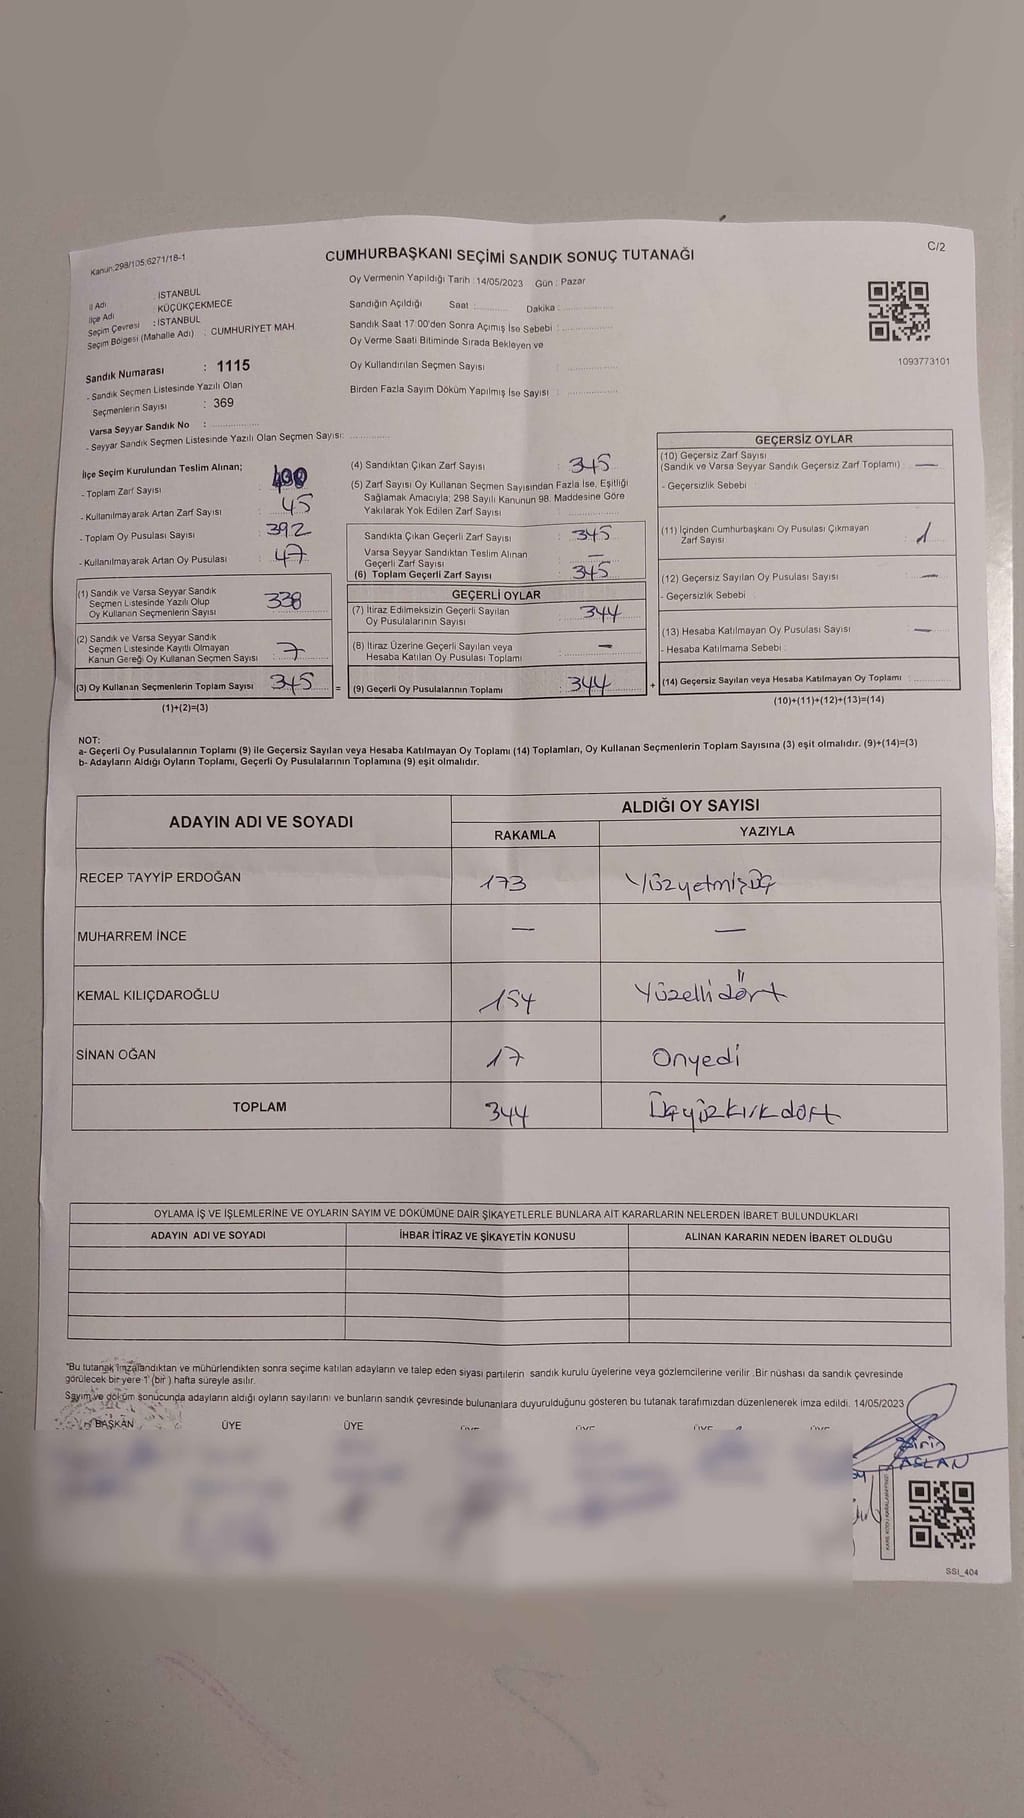 Kanun:298/105,6271/18-1
CUMHURBAŞKANI SEÇİMİ SANDIK SONUÇ TUTANAĞI
C/2
Oy Vermenin Yapıldığı Tarih : 14/05/2023 Gün : Pazar
İl Adı : İSTANBUL
İlçe Adı : KÜÇÜKÇEKMECE
Seçim Çevresi : İSTANBUL
Seçim Bölgesi (Mahalle Adı) : CUMHURİYET MAH
Sandığın Açıldığı Saat : Dakika :
Sandık Saat 17:00'den Sonra Açımış İse Sebebi :
Oy Verme Saati Bitiminde Sırada Bekleyen ve
Oy Kullandırılan Seçmen Sayısı :
Birden Fazla Sayım Döküm Yapılmış İse Sayısı :
1093773101
Sandık Numarası : 1115
- Sandık Seçmen Listesinde Yazılı Olan
Seçmenlerin Sayısı : 369
Varsa Seyyar Sandık No :
- Seyyar Sandık Seçmen Listesinde Yazılı Olan Seçmen Sayısı:
İlçe Seçim Kurulundan Teslim Alınan;
- Toplam Zarf Sayısı :
- Kullanılmayarak Artan Zarf Sayısı : 45
- Toplam Oy Pusulası Sayısı : 392
- Kullanılmayarak Artan Oy Pusulası : 47
(1) Sandık ve Varsa Seyyar Sandık
Seçmen Listesinde Yazılı Olup
Oy Kullanan Seçmenlerin Sayısı : 338
(2) Sandık ve Varsa Seyyar Sandık
Seçmen Listesinde Kayıtlı Olmayan
Kanun Gereği Oy Kullanan Seçmen Sayısı : 7
(3) Oy Kullanan Seçmenlerin Toplam Sayısı : 345
(1)+(2)=(3)
=
(4) Sandıktan Çıkan Zarf Sayısı : 345
(5) Zarf Sayısı Oy Kullanan Seçmen Sayısından Fazla İse, Eşitliği
Sağlamak Amacıyla; 298 Sayılı Kanunun 98. Maddesine Göre
Yakılarak Yok Edilen Zarf Sayısı :
Sandıkta Çıkan Geçerli Zarf Sayısı : 345
Varsa Seyyar Sandıktan Teslim Alınan
Geçerli Zarf Sayısı : —
(6) Toplam Geçerli Zarf Sayısı : 345
GEÇERLİ OYLAR
(7) İtiraz Edilmeksizin Geçerli Sayılan
Oy Pusulalarının Sayısı : 344
(8) İtiraz Üzerine Geçerli Sayılan veya
Hesaba Katılan Oy Pusulası Toplamı : —
(9) Geçerli Oy Pusulalarının Toplamı : 344
+
GEÇERSİZ OYLAR
(10) Geçersiz Zarf Sayısı
(Sandık ve Varsa Seyyar Sandık Geçersiz Zarf Toplamı) : —
- Geçersizlik Sebebi :
(11) İçinden Cumhurbaşkanı Oy Pusulası Çıkmayan
Zarf Sayısı : 1
(12) Geçersiz Sayılan Oy Pusulası Sayısı : —
- Geçersizlik Sebebi :
(13) Hesaba Katılmayan Oy Pusulası Sayısı : —
- Hesaba Katılmama Sebebi :
(14) Geçersiz Sayılan veya Hesaba Katılmayan Oy Toplamı :
(10)+(11)+(12)+(13)=(14)
NOT:
a- Geçerli Oy Pusulalarının Toplamı (9) ile Geçersiz Sayılan veya Hesaba Katılmayan Oy Toplamı (14) Toplamları, Oy Kullanan Seçmenlerin Toplam Sayısına (3) eşit olmalıdır. (9)+(14)=(3)
b- Adayların Aldığı Oyların Toplamı, Geçerli Oy Pusulalarının Toplamına (9) eşit olmalıdır.
ADAYIN ADI VE SOYADI
ALDIĞI OY SAYISI
RAKAMLA YAZIYLA
RECEP TAYYİP ERDOĞAN 173 Yüzyetmişüç
MUHARREM İNCE — —
KEMAL KILIÇDAROĞLU 154 Yüzellidört
SİNAN OĞAN 17 Onyedi
TOPLAM 344 Üçyüzkırkdört
OYLAMA İŞ VE İŞLEMLERİNE VE OYLARIN SAYIM VE DÖKÜMÜNE DAİR ŞİKAYETLERLE BUNLARA AİT KARARLARIN NELERDEN İBARET BULUNDUKLARI
ADAYIN ADI VE SOYADI İHBAR İTİRAZ VE ŞİKAYETİN KONUSU ALINAN KARARIN NEDEN İBARET OLDUĞU
"Bu tutanak imzalandıktan ve mühürlendikten sonra seçime katılan adayların ve talep eden siyasi partilerin sandık kurulu üyelerine veya gözlemcilerine verilir. Bir nüshası da sandık çevresinde
görülecek bir yere 1 (bir) hafta süreyle asılır.
Sayım ve döküm sonucunda adayların aldığı oyların sayılarını ve bunların sandık çevresinde bulunanlara duyurulduğunu gösteren bu tutanak tarafımızdan düzenlenerek imza edildi. 14/05/2023
BAŞKAN ÜYE ÜYE
ASLAN
SSI_404